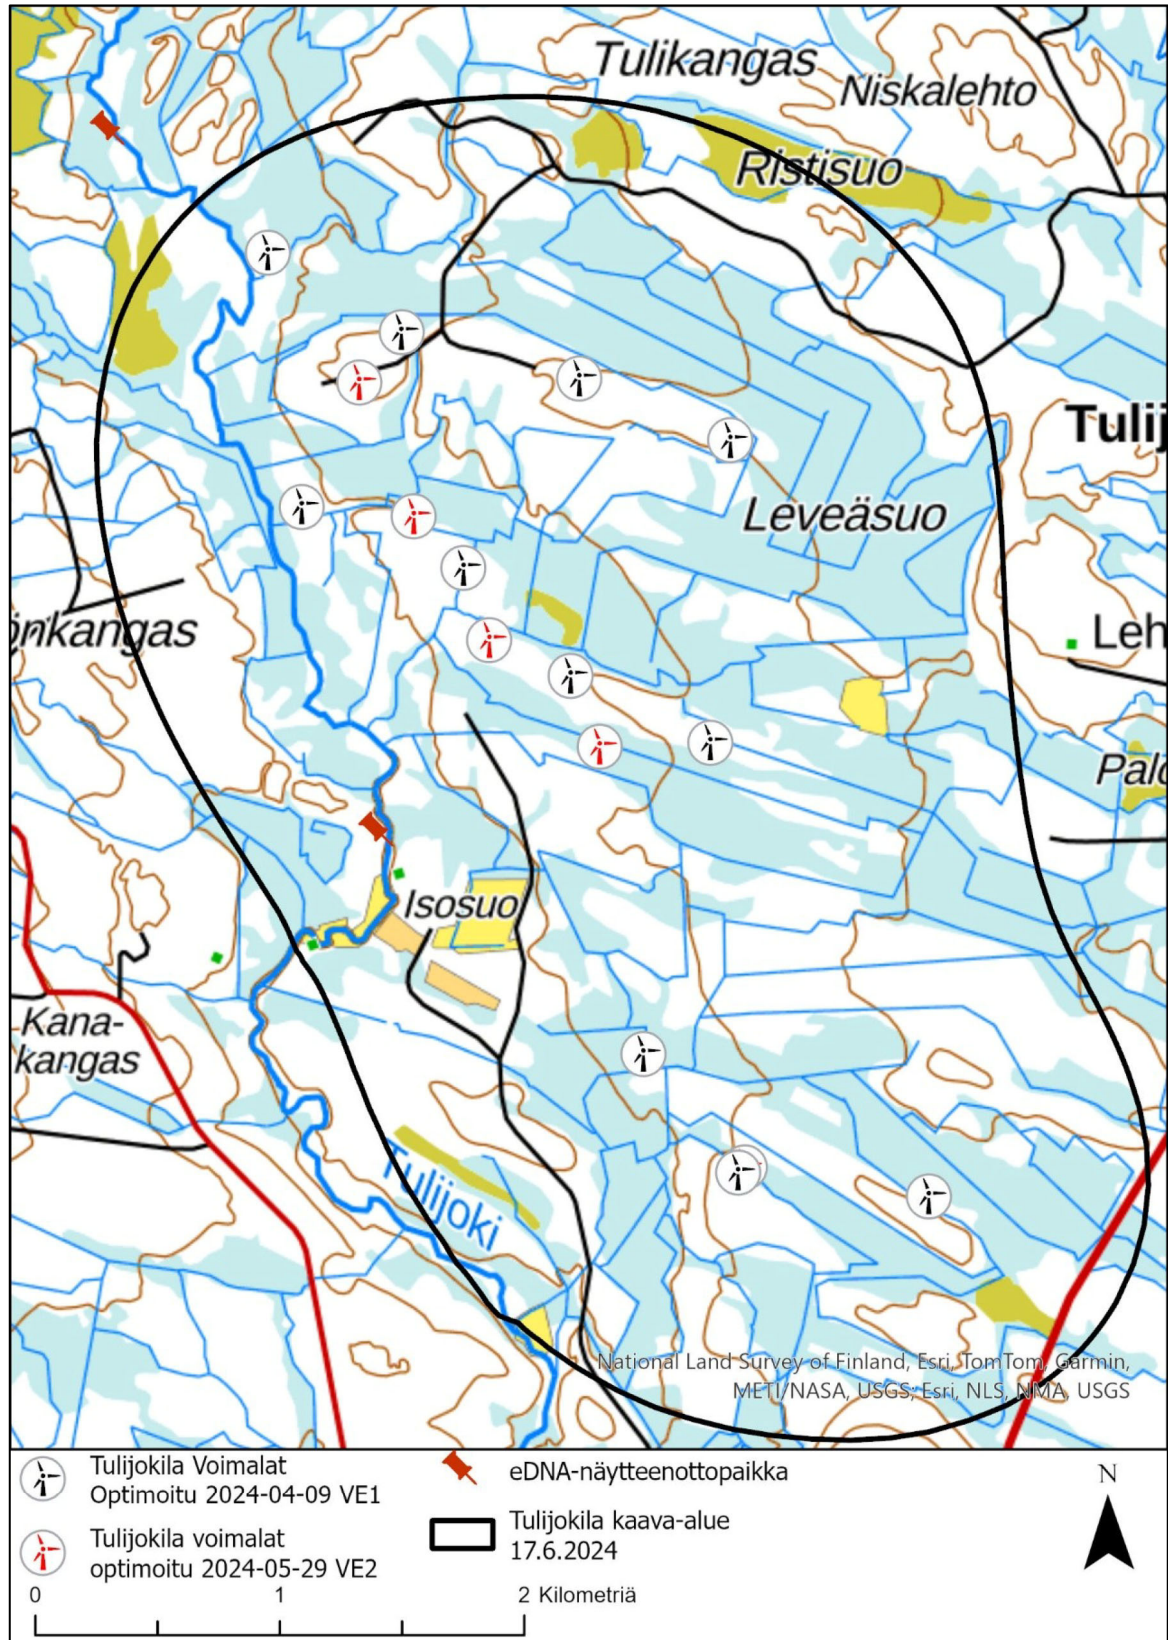 Tulikangas
Niskalehto
Ristisuo
Tulij
Leveäsuo
önkangas
Leh
Palo
Isosuo
Kana-
kangas
Tulijoki
National Land Survey of Finland, Esri, TomTom, Garmin,
METI/NASA, USGS; Esri, NLS, NMA, USGS
Tulijokila Voimalat
Optimoitu 2024-04-09 VE1
Tulijokila voimalat
optimoitu 2024-05-29 VE2
eDNA-näytteenottopaikka
Tulijokila kaava-alue
17.6.2024
N
0 1 2 Kilometriä